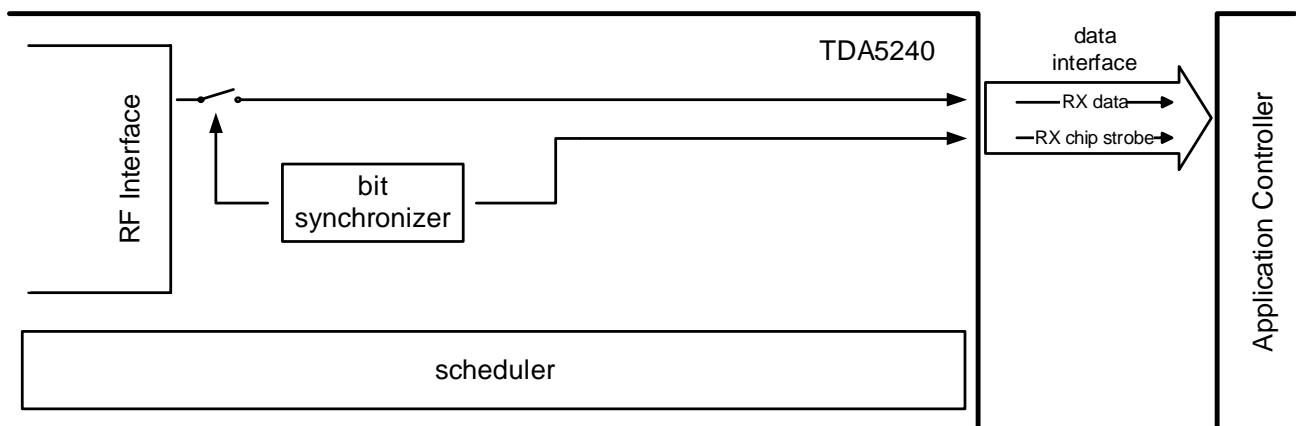 TDA5240
data
interface
RX data
RX chip strobe
RF Interface
bit
synchronizer
Application Controller
scheduler